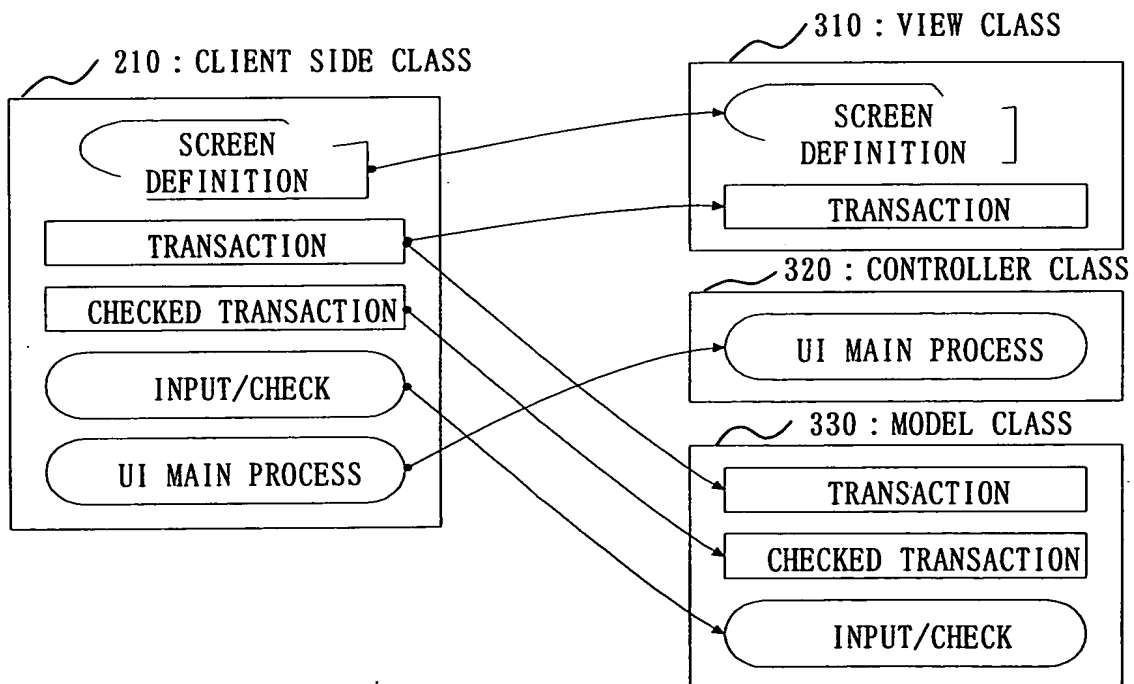 210 : CLIENT SIDE CLASS
SCREEN
DEFINITION
TRANSACTION
CHECKED TRANSACTION
INPUT/CHECK
UI MAIN PROCESS
310 : VIEW CLASS
SCREEN
DEFINITION
TRANSACTION
320 : CONTROLLER CLASS
UI MAIN PROCESS
330 : MODEL CLASS
TRANSACTION
CHECKED TRANSACTION
INPUT/CHECK